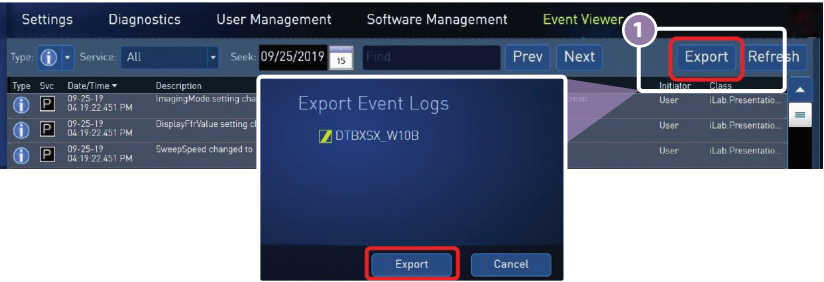 Settings Diagnostics User Management Software Management Event Viewer
1
Type: Service: All Seek: 09/25/2019 15 Find Prev Next Export Refresh
Type Svc Date/Time Description Initiator Class
P 09-25-19 ImagingMode setting cha User iLab.Presentatio...
04:19:22.451 PM
P 09-25-19 DisplayFfrValue setting c User iLab.Presentatio...
04:19:22.451 PM
P 09-25-19 SweepSpeed changed to User iLab.Presentatio...
04:19:22.451 PM
Export Event Logs
DTBXSX_W10B
Export Cancel